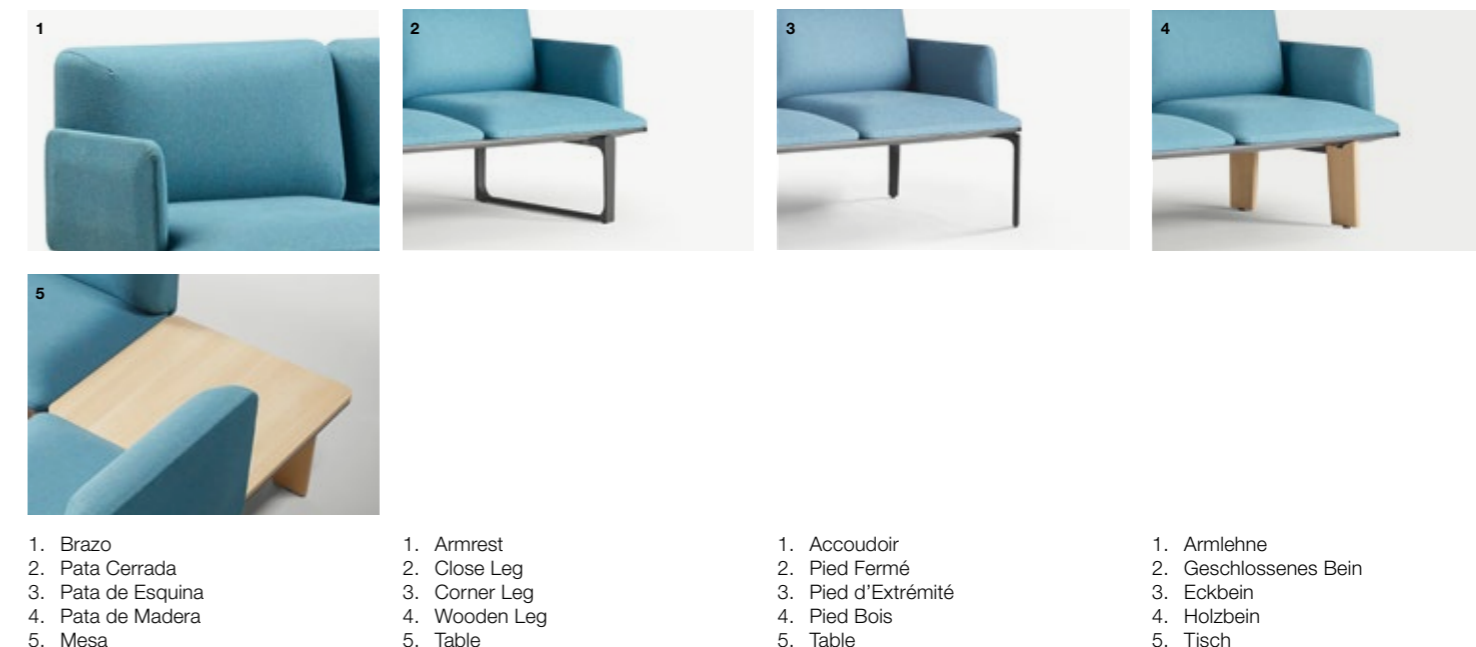 1
2
3
4
5
1. Brazo
2. Pata Cerrada
3. Pata de Esquina
4. Pata de Madera
5. Mesa
1. Armrest
2. Close Leg
3. Corner Leg
4. Wooden Leg
5. Table
1. Accoudoir
2. Pied Fermé
3. Pied d’Extrémité
4. Pied Bois
5. Table
1. Armlehne
2. Geschlossenes Bein
3. Eckbein
4. Holzbein
5. Tisch